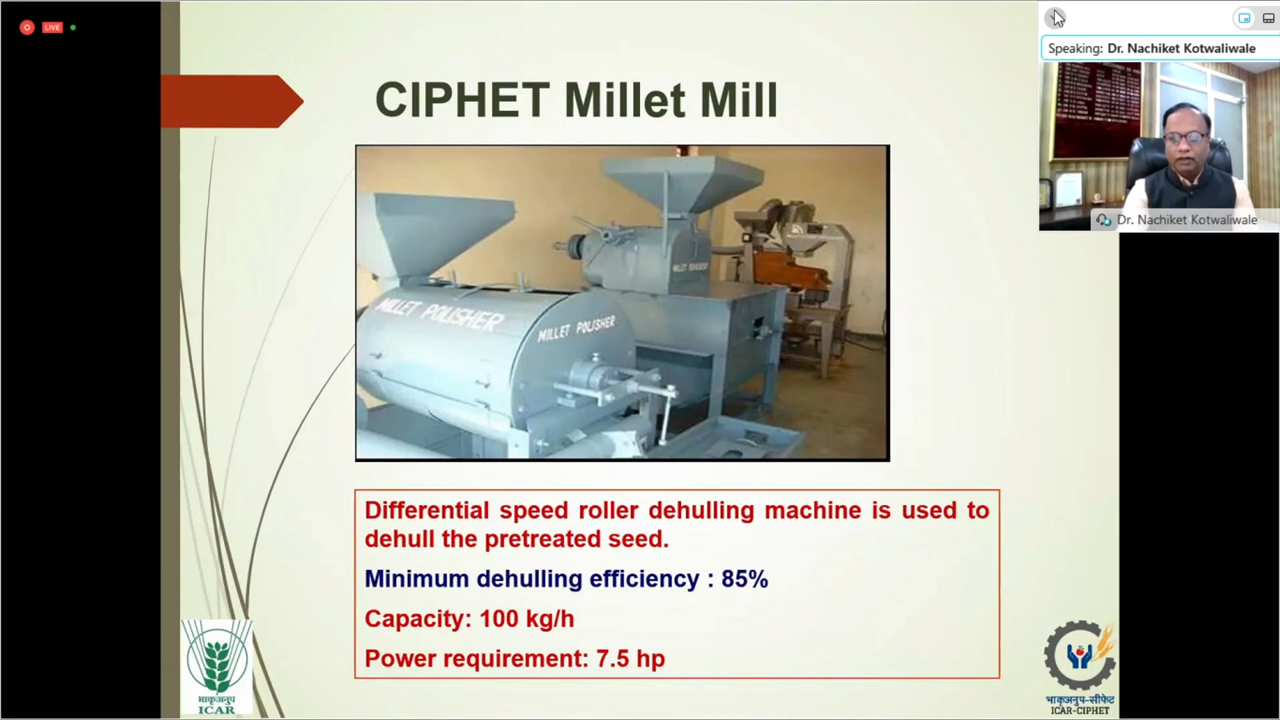 LIVE
Speaking: Dr. Nachiket Kotwaliwale
Dr. Nachiket Kotwaliwale
CIPHET Millet Mill
MILLET POLISHER
MILLET POLISHER
Differential speed roller dehulling machine is used to
dehull the pretreated seed.
Minimum dehulling efficiency : 85%
Capacity: 100 kg/h
Power requirement: 7.5 hp
भाकृअनुप
ICAR
भाकृअनुप-सीफेट
ICAR-CIPHET